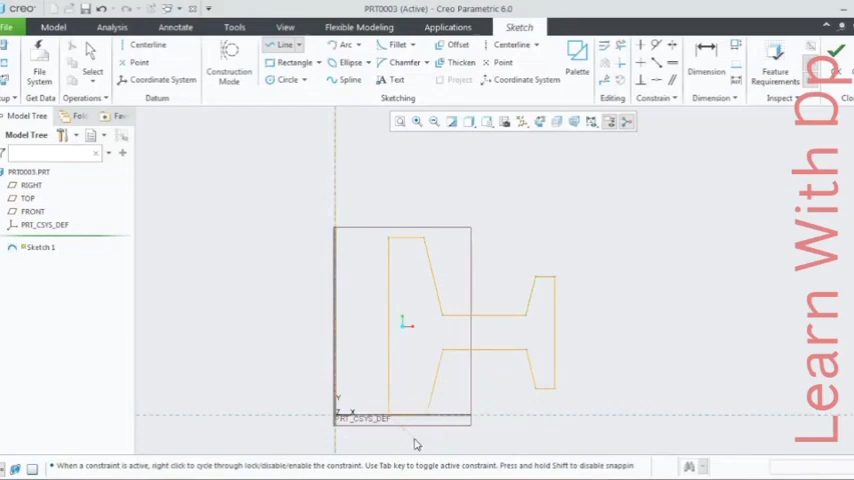 creo
PRT0003 (Active) - Creo Parametric 6.0
File
Model
Analysis
Annotate
Tools
View
Flexible Modeling
Applications
Sketch
File System
Select
Centerline
Point
Coordinate System
Construction Mode
Line
Rectangle
Circle
Arc
Ellipse
Spline
Fillet
Chamfer
Text
Offset
Thicken
Project
Centerline
Point
Coordinate System
Palette
Dimension
Feature Requirements
Get Data
Operations
Datum
Sketching
Editing
Constrain
Dimension
Inspect
Model Tree
Model Tree
PRT0003.PRT
RIGHT
TOP
FRONT
PRT_CSYS_DEF
Sketch 1
Y
Z X
PRT_CSYS_DEF
Learn With Dp
When a constraint is active, right click to cycle through lock/disable/enable the constraint. Use Tab key to toggle active constraint. Press and hold Shift to disable snappin